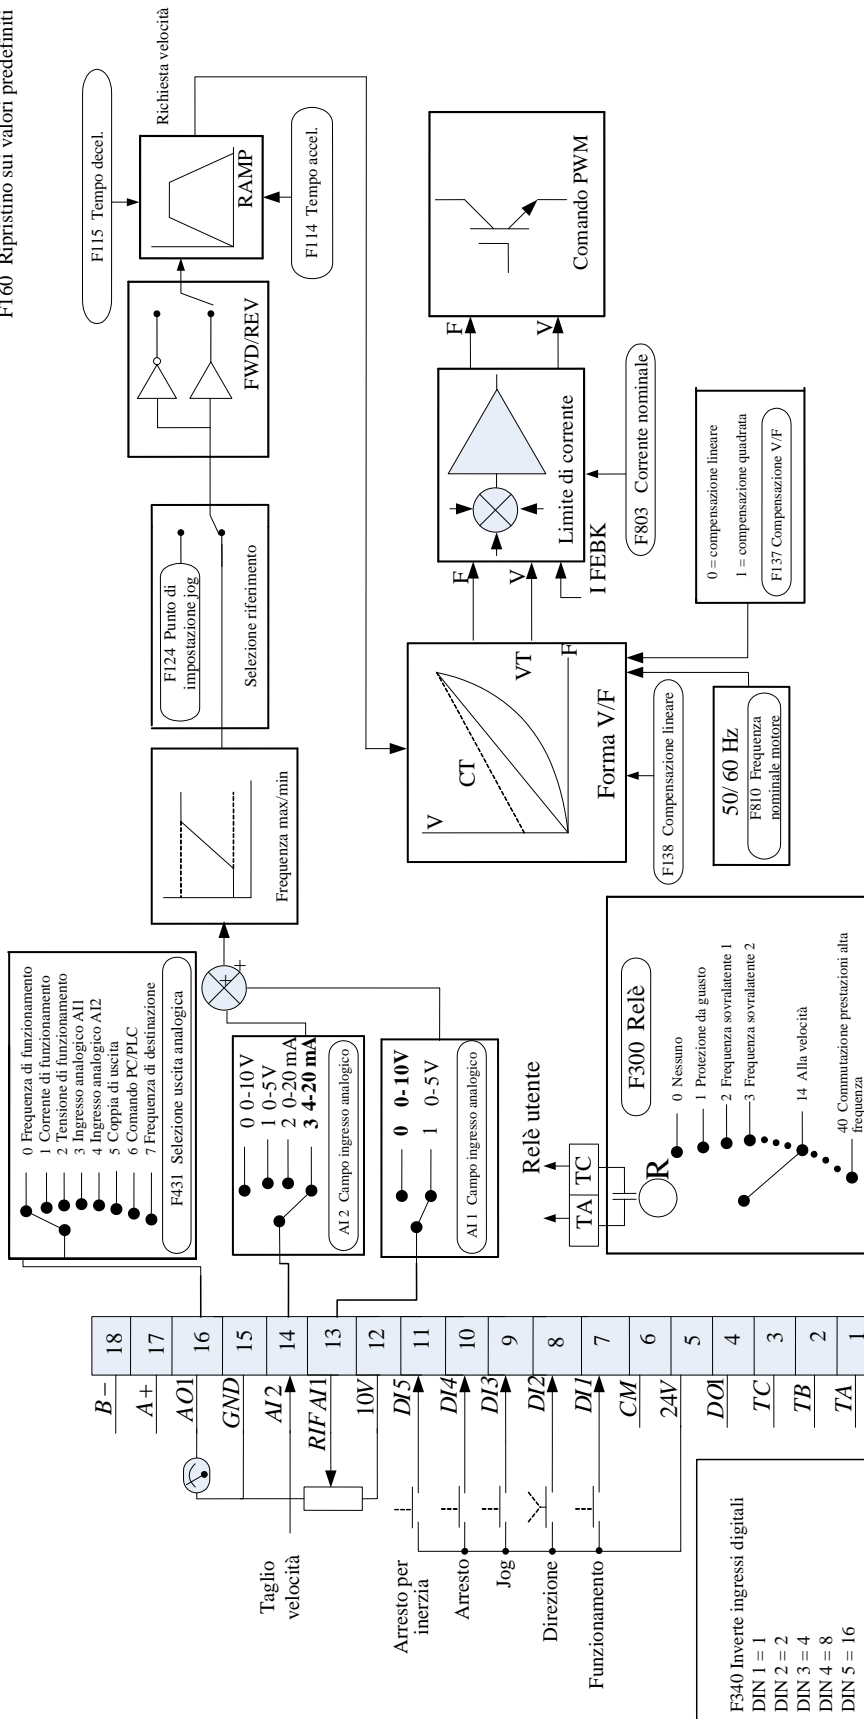 F160 Ripristino sui valori predefiniti
Richiesta velocità
F115 Tempo decel.
RAMP
F114 Tempo accel.
FWD/REV
F124 Punto di
impostazione jog
Selezione riferimento
Frequenza max/min
Comando PWM
F
V
Limite di corrente
F803 Corrente nominale
I FEBK
F
V
V
CT
VT
F
Forma V/F
0 = compensazione lineare
1 = compensazione quadrata
F137 Compensazione V/F
50/ 60 Hz
F810 Frequenza
nominale motore
F138 Compensazione lineare
0 Frequenza di funzionamento
1 Corrente di funzionamento
2 Tensione di funzionamento
3 Ingresso analogico AI1
4 Ingresso analogico AI2
5 Coppia di uscita
6 Comando PC/PLC
7 Frequenza di destinazione
F431 Selezione uscita analogica
+
+
0 0-10V
1 0-5V
2 0-20mA
3 4-20 mA
AI 2 Campo ingresso analogico
0 0-10V
1 0-5V
AI 1 Campo ingresso analogico
Relè utente
TA
TC
F300 Relè
R
0 Nessuno
1 Protezione da guasto
2 Frequenza sovralatente 1
3 Frequenza sovralatente 2
14 Alla velocità
40 Commutazione prestazioni alta
frequenza
18
17
16
15
14
13
12
11
10
9
8
7
6
5
4
3
2
1
B-
A+
AO1
GND
AI2
RIF AI1
10V
DI5
DI4
DI3
DI2
DI1
CM
24V
DO1
TC
TB
TA
Taglio
velocità
Arresto per
inerzia
Arresto
Jog
Direzione
Funzionamento
F340 Inverte ingressi digitali
DIN 1 = 1
DIN 2 = 2
DIN 3 = 4
DIN 4 = 8
DIN 5 = 16